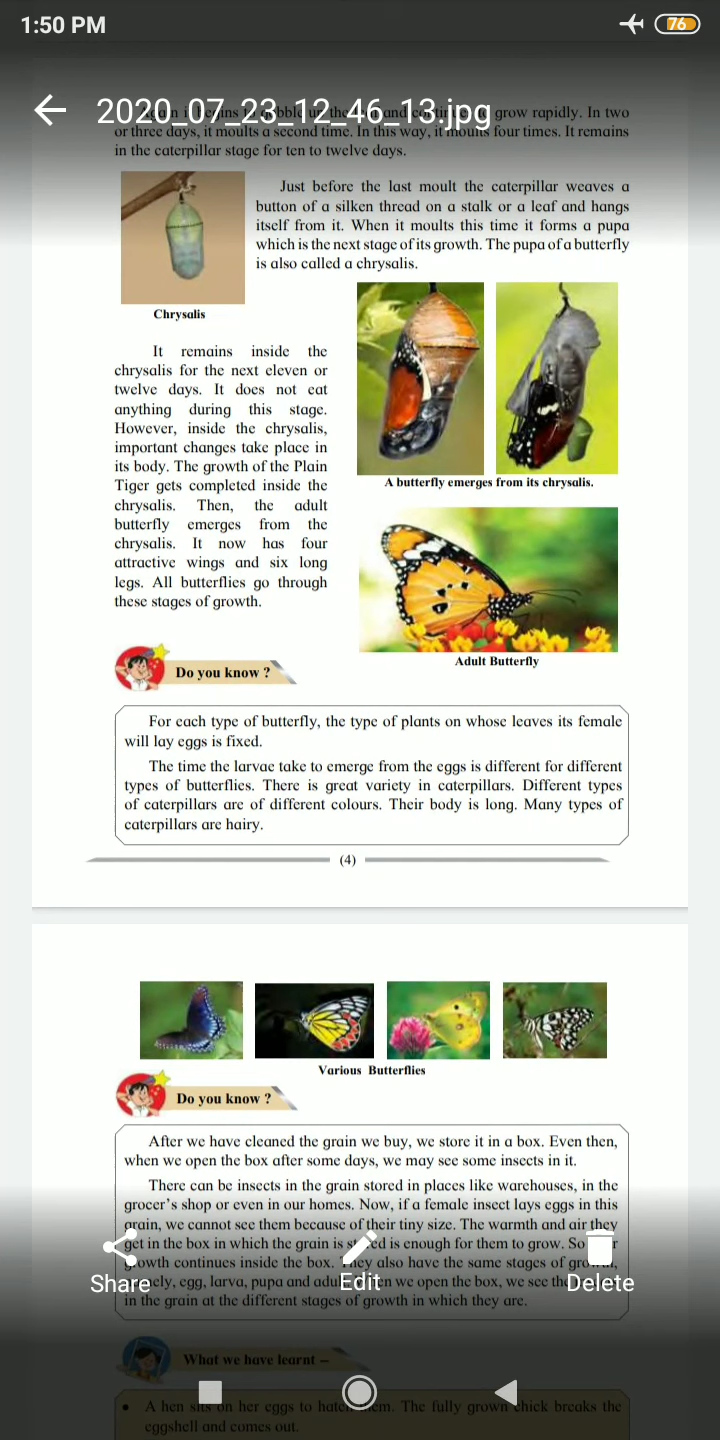 1:50 PM
76
2020_07_23_12_46_13.jpg
grow rapidly. In two
or three days, it moults a second time. In this way, it moults four times. It remains
in the caterpillar stage for ten to twelve days.
Just before the last moult the caterpillar weaves a
button of a silken thread on a stalk or a leaf and hangs
itself from it. When it moults this time it forms a pupa
which is the next stage of its growth. The pupa of a butterfly
is also called a chrysalis.
Chrysalis
It remains inside the
chrysalis for the next eleven or
twelve days. It does not eat
anything during this stage.
However, inside the chrysalis,
important changes take place in
its body. The growth of the Plain
Tiger gets completed inside the
chrysalis. Then, the adult
butterfly emerges from the
chrysalis. It now has four
attractive wings and six long
legs. All butterflies go through
these stages of growth.
A butterfly emerges from its chrysalis.
Adult Butterfly
Do you know ?
For each type of butterfly, the type of plants on whose leaves its female
will lay eggs is fixed.
The time the larvae take to emerge from the eggs is different for different
types of butterflies. There is great variety in caterpillars. Different types
of caterpillars are of different colours. Their body is long. Many types of
caterpillars are hairy.
(4)
Various Butterflies
Do you know ?
After we have cleaned the grain we buy, we store it in a box. Even then,
when we open the box after some days, we may see some insects in it.
There can be insects in the grain stored in places like warehouses, in the
grocer's shop or even in our homes. Now, if a female insect lays eggs in this
grain, we cannot see them because of their tiny size. The warmth and air they
get in the box in which the grain is stored is enough for them to grow. So
growth continues inside the box. They also have the same stages of growth,
namely, egg, larva, pupa and adult. we open the box, we see the
in the grain at the different stages of growth in which they are.
Share
Edit
Delete
What we have learnt –
• A hen sits on her eggs to hatch them. The fully grown chick breaks the
eggshell and comes out.